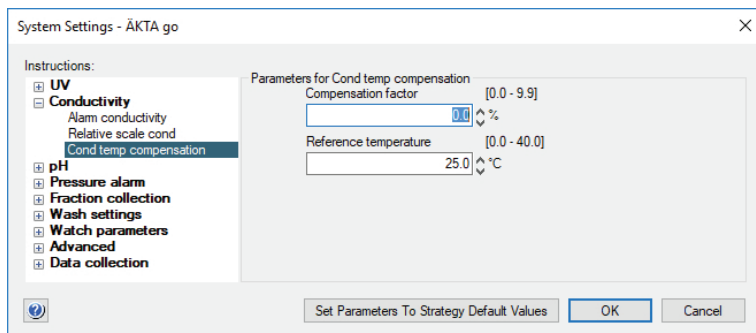 System Settings - ÄKTA go
Instructions:
UV
Conductivity
Alarm conductivity
Relative scale cond
Cond temp compensation
pH
Pressure alarm
Fraction collection
Wash settings
Watch parameters
Advanced
Data collection
Parameters for Cond temp compensation
Compensation factor [0.0 - 9.9]
0.0 %
Reference temperature [0.0 - 40.0]
25.0 °C
Set Parameters To Strategy Default Values OK Cancel